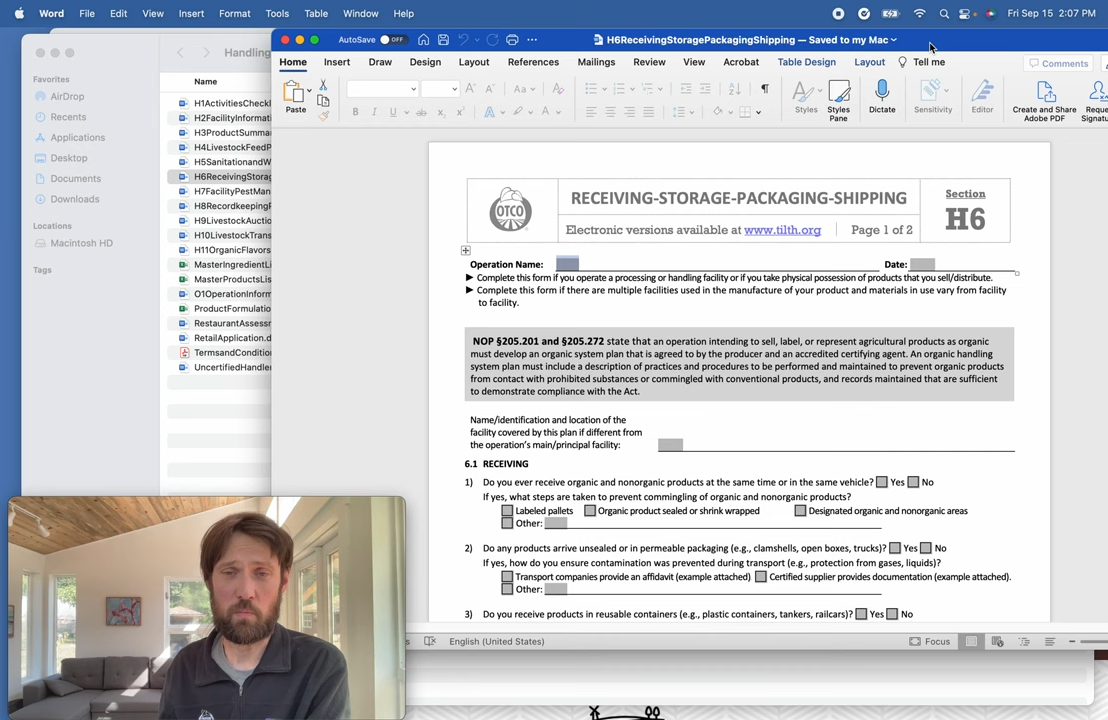 Word File Edit View Insert Format Tools Table Window Help Fri Sep 15 2:07 PM
AutoSave OFF H6ReceivingStoragePackagingShipping — Saved to my Mac
Home Insert Draw Design Layout References Mailings Review View Acrobat Table Design Layout Tell me Comments
Paste
Aa
B I U ab x x A A
Styles
Styles Pane
Dictate
Sensitivity
Editor
Create and Share Adobe PDF
Handling
Favorites
AirDrop
Recents
Applications
Desktop
Documents
Downloads
Locations
Macintosh HD
Tags
Name
H1ActivitiesCheckl
H2FacilityInformati
H3ProductSummar
H4LivestockFeedP
H5SanitationandW
H6ReceivingStorag
H7FacilityPestMan
H8RecordkeepingP
H9LivestockAuctio
H10LivestockTrans
H11OrganicFlavors
MasterIngredientLi
MasterProductsLis
O1OperationInform
ProductFormulatio
RestaurantAssessm
RetailApplication.d
TermsandConditio
UncertifiedHandler
OTCO
RECEIVING-STORAGE-PACKAGING-SHIPPING
Electronic versions available at www.tilth.org Page 1 of 2
Section
H6
Operation Name: Date:
► Complete this form if you operate a processing or handling facility or if you take physical possession of products that you sell/distribute.
► Complete this form if there are multiple facilities used in the manufacture of your product and materials in use vary from facility
to facility.
NOP §205.201 and §205.272 state that an operation intending to sell, label, or represent agricultural products as organic
must develop an organic system plan that is agreed to by the producer and an accredited certifying agent. An organic handling
system plan must include a description of practices and procedures to be performed and maintained to prevent organic products
from contact with prohibited substances or commingled with conventional products, and records maintained that are sufficient
to demonstrate compliance with the Act.
Name/identification and location of the
facility covered by this plan if different from
the operation's main/principal facility:
6.1 RECEIVING
1) Do you ever receive organic and nonorganic products at the same time or in the same vehicle? Yes No
If yes, what steps are taken to prevent commingling of organic and nonorganic products?
Labeled pallets Organic product sealed or shrink wrapped Designated organic and nonorganic areas
Other:
2) Do any products arrive unsealed or in permeable packaging (e.g., clamshells, open boxes, trucks)? Yes No
If yes, how do you ensure contamination was prevented during transport (e.g., protection from gases, liquids)?
Transport companies provide an affidavit (example attached) Certified supplier provides documentation (example attached).
Other:
3) Do you receive products in reusable containers (e.g., plastic containers, tankers, railcars)? Yes No
English (United States) Focus